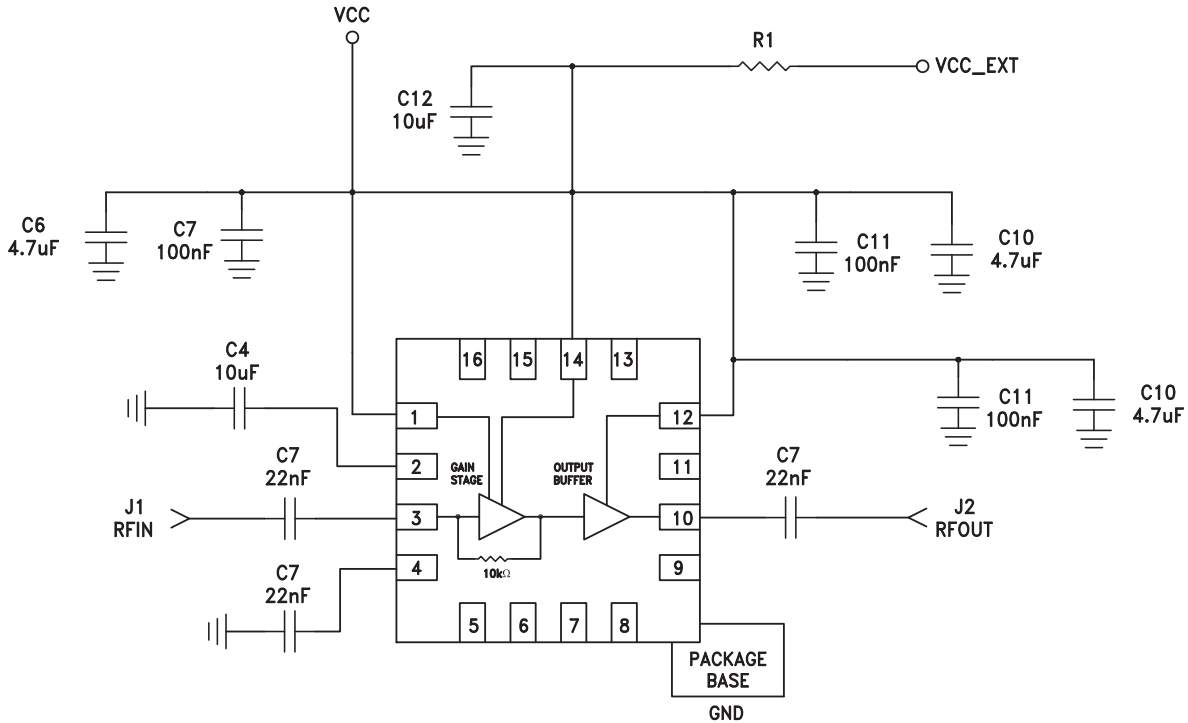 VCC
R1
VCC_EXT
C12
10uF
C6
4.7uF
C7
100nF
C11
100nF
C10
4.7uF
C4
10uF
16
15
14
13
1
12
C11
100nF
C10
4.7uF
2
GAIN
STAGE
OUTPUT
BUFFER
11
C7
22nF
C7
22nF
J1
RFIN
3
10
J2
RFOUT
10kΩ
4
9
C7
22nF
5
6
7
8
PACKAGE
BASE
GND